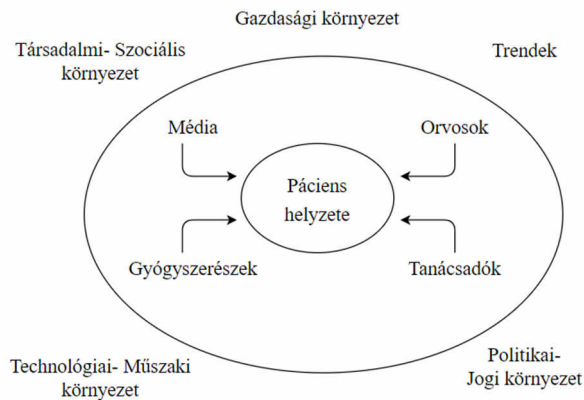 Gazdasági környezet
Társadalmi- Szociális
környezet
Trendek
Média
Orvosok
Páciens
helyzete
Gyógyszerészek
Tanácsadók
Technológiai- Műszaki
környezet
Politikai-
Jogi környezet